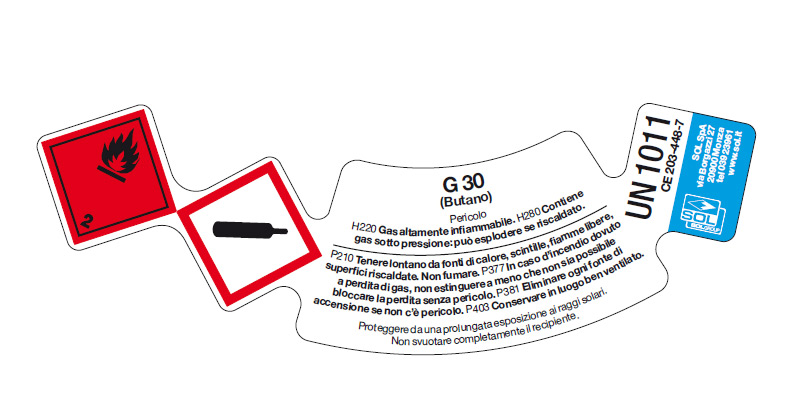 2
G 30
(Butano)
Pericolo
H220 Gas altamente infiammabile. H280 Contiene
gas sotto pressione: può esplodere se riscaldato.
P210 Tenere lontano da fonti di calore, scintille, fiamme libere,
superfici riscaldate. Non fumare. P377 In caso d'incendio dovuto
a perdita di gas, non estinguere a meno che non sia possibile
bloccare la perdita senza pericolo. P381 Eliminare ogni fonte di
accensione se non c'è pericolo. P403 Conservare in luogo ben ventilato.
Proteggere da una prolungata esposizione ai raggi solari.
Non svuotare completamente il recipiente.
UN 1011
CE 203-448-7
SOL SpA
via Borgazzi 27
20900 Monza
tel 039 23961
www.sol.it
SOL
SOLGROUP